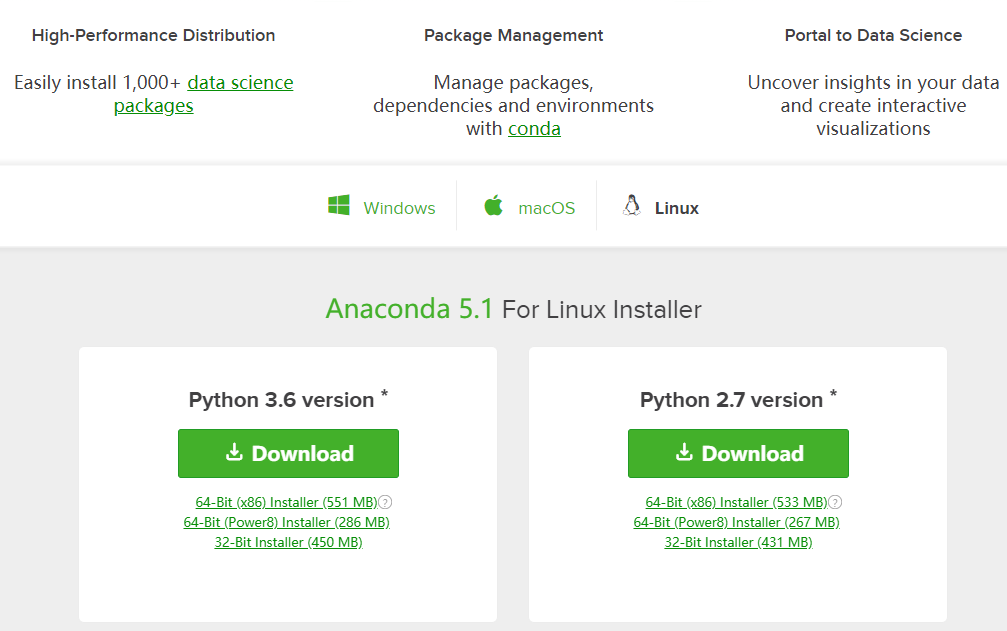 High-Performance Distribution
Easily install 1,000+ data science
packages
Package Management
Manage packages,
dependencies and environments
with conda
Portal to Data Science
Uncover insights in your data
and create interactive
visualizations
Windows
macOS
Linux
Anaconda 5.1 For Linux Installer
Python 3.6 version *
Download
64-Bit (x86) Installer (551 MB) ?
64-Bit (Power8) Installer (286 MB)
32-Bit Installer (450 MB)
Python 2.7 version *
Download
64-Bit (x86) Installer (533 MB) ?
64-Bit (Power8) Installer (267 MB)
32-Bit Installer (431 MB)